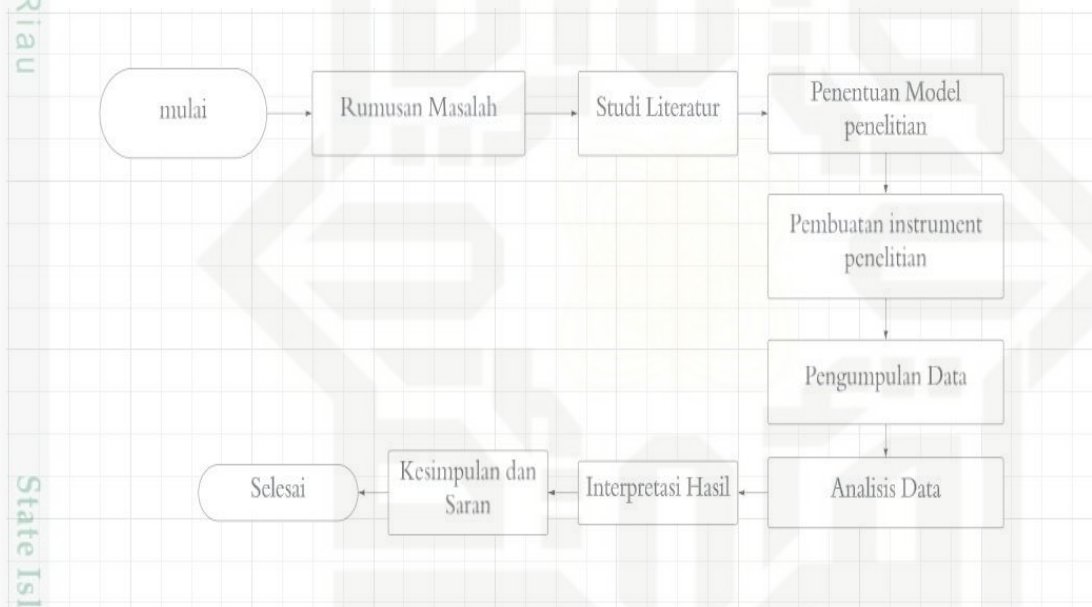 Riau
State Isl
mulai
Rumusan Masalah
Studi Literatur
Penentuan Model
penelitian
Pembuatan instrument
penelitian
Pengumpulan Data
Analisis Data
Interpretasi Hasil
Kesimpulan dan
Saran
Selesai